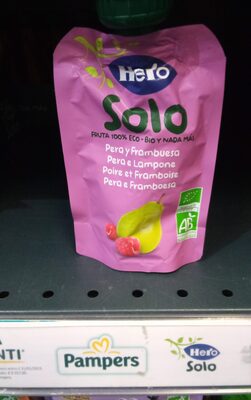 Hero
Solo
FRUTA 100% ECO • BIO Y NADA MÁS
Pera y Frambuesa
Pera e Lampone
Poire et Framboise
Pera e Framboesa
AB
NTI
Pampers
Hero
Solo